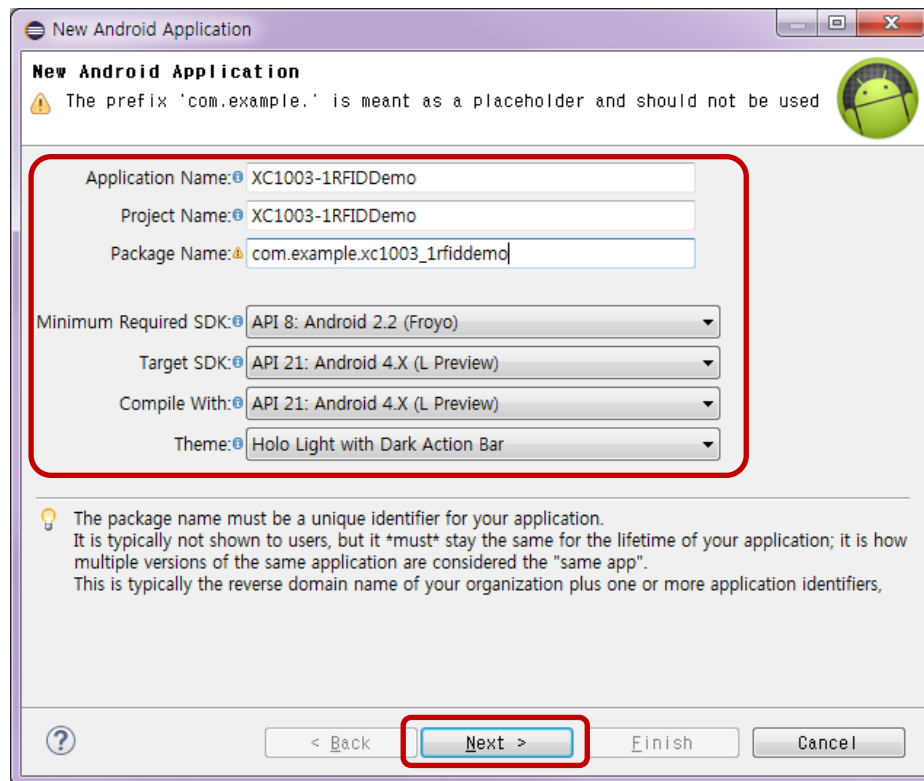 New Android Application
New Android Application
The prefix 'com.example.' is meant as a placeholder and should not be used
Application Name: XC1003-1RFIDDemo
Project Name: XC1003-1RFIDDemo
Package Name: com.example.xc1003_1rfiddemo
Minimum Required SDK: API 8: Android 2.2 (Froyo)
Target SDK: API 21: Android 4.X (L Preview)
Compile With: API 21: Android 4.X (L Preview)
Theme: Holo Light with Dark Action Bar
The package name must be a unique identifier for your application.
It is typically not shown to users, but it *must* stay the same for the lifetime of your application; it is how
multiple versions of the same application are considered the "same app".
This is typically the reverse domain name of your organization plus one or more application identifiers,
? < Back Next > Finish Cancel